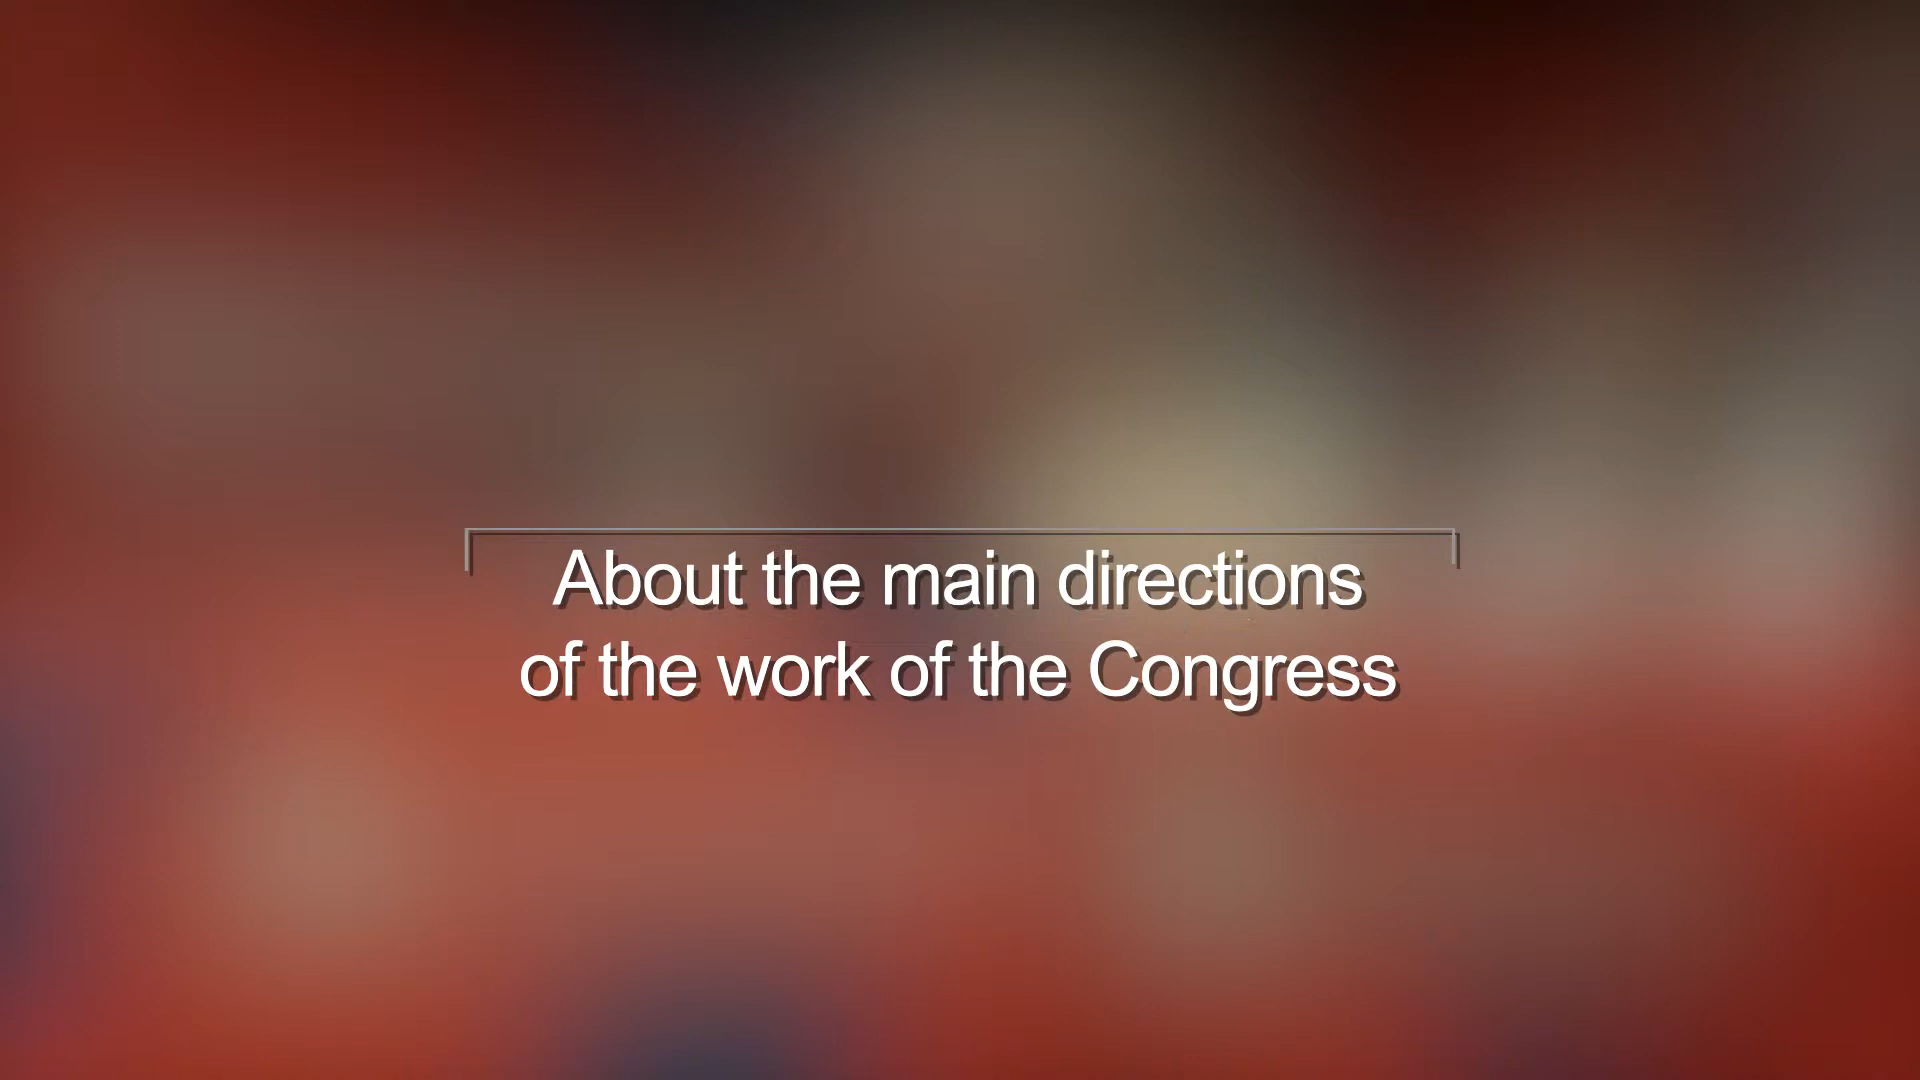 About the main directions
of the work of the Congress